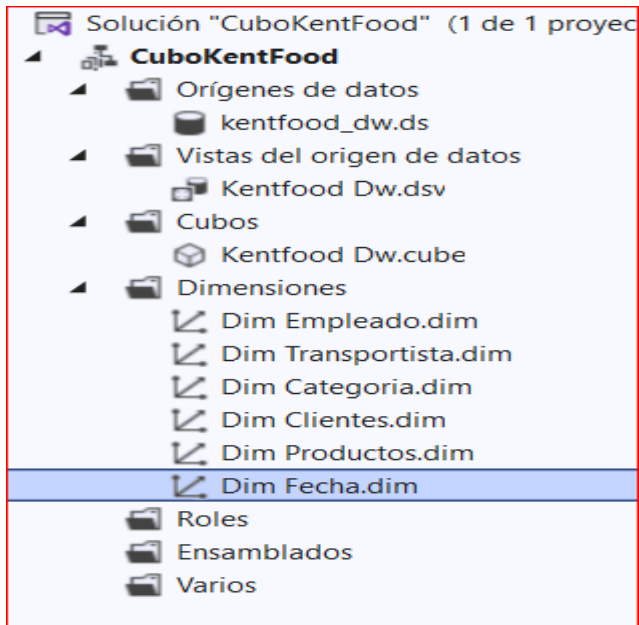 Solución "CuboKentFood" (1 de 1 proyec
CuboKentFood
Orígenes de datos
kentfood_dw.ds
Vistas del origen de datos
Kentfood Dw.dsv
Cubos
Kentfood Dw.cube
Dimensiones
Dim Empleado.dim
Dim Transportista.dim
Dim Categoria.dim
Dim Clientes.dim
Dim Productos.dim
Dim Fecha.dim
Roles
Ensamblados
Varios